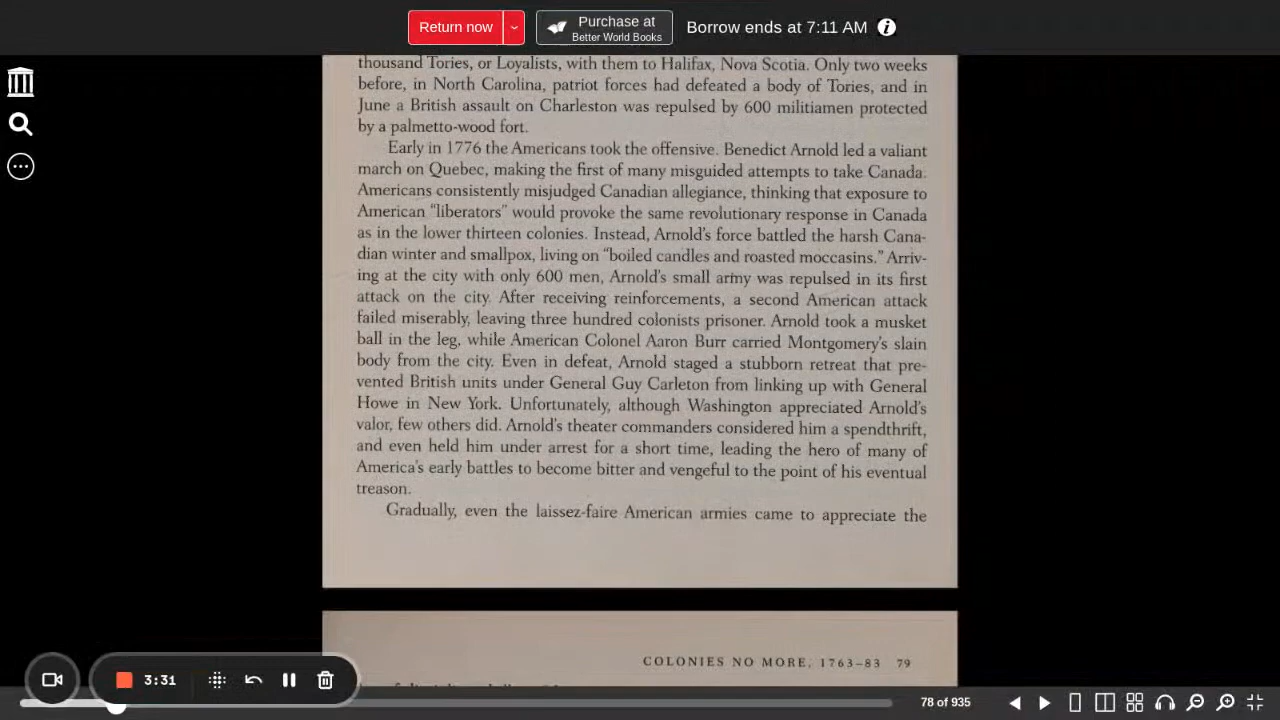 Return now
Purchase at
Better World Books
Borrow ends at 7:11 AM
thousand Tories, or Loyalists, with them to Halifax, Nova Scotia. Only two weeks
before, in North Carolina, patriot forces had defeated a body of Tories, and in
June a British assault on Charleston was repulsed by 600 militiamen protected
by a palmetto-wood fort.
Early in 1776 the Americans took the offensive. Benedict Arnold led a valiant
march on Quebec, making the first of many misguided attempts to take Canada.
Americans consistently misjudged Canadian allegiance, thinking that exposure to
American “liberators” would provoke the same revolutionary response in Canada
as in the lower thirteen colonies. Instead, Arnold’s force battled the harsh Cana-
dian winter and smallpox, living on “boiled candles and roasted moccasins.” Arriv-
ing at the city with only 600 men, Arnold’s small army was repulsed in its first
attack on the city. After receiving reinforcements, a second American attack
failed miserably, leaving three hundred colonists prisoner. Arnold took a musket
ball in the leg, while American Colonel Aaron Burr carried Montgomery’s slain
body from the city. Even in defeat, Arnold staged a stubborn retreat that pre-
vented British units under General Guy Carleton from linking up with General
Howe in New York. Unfortunately, although Washington appreciated Arnold’s
valor, few others did. Arnold’s theater commanders considered him a spendthrift,
and even held him under arrest for a short time, leading the hero of many of
America’s early battles to become bitter and vengeful to the point of his eventual
treason.
Gradually, even the laissez-faire American armies came to appreciate the
COLONIES NO MORE, 1763–83 79
3:31
78 of 935